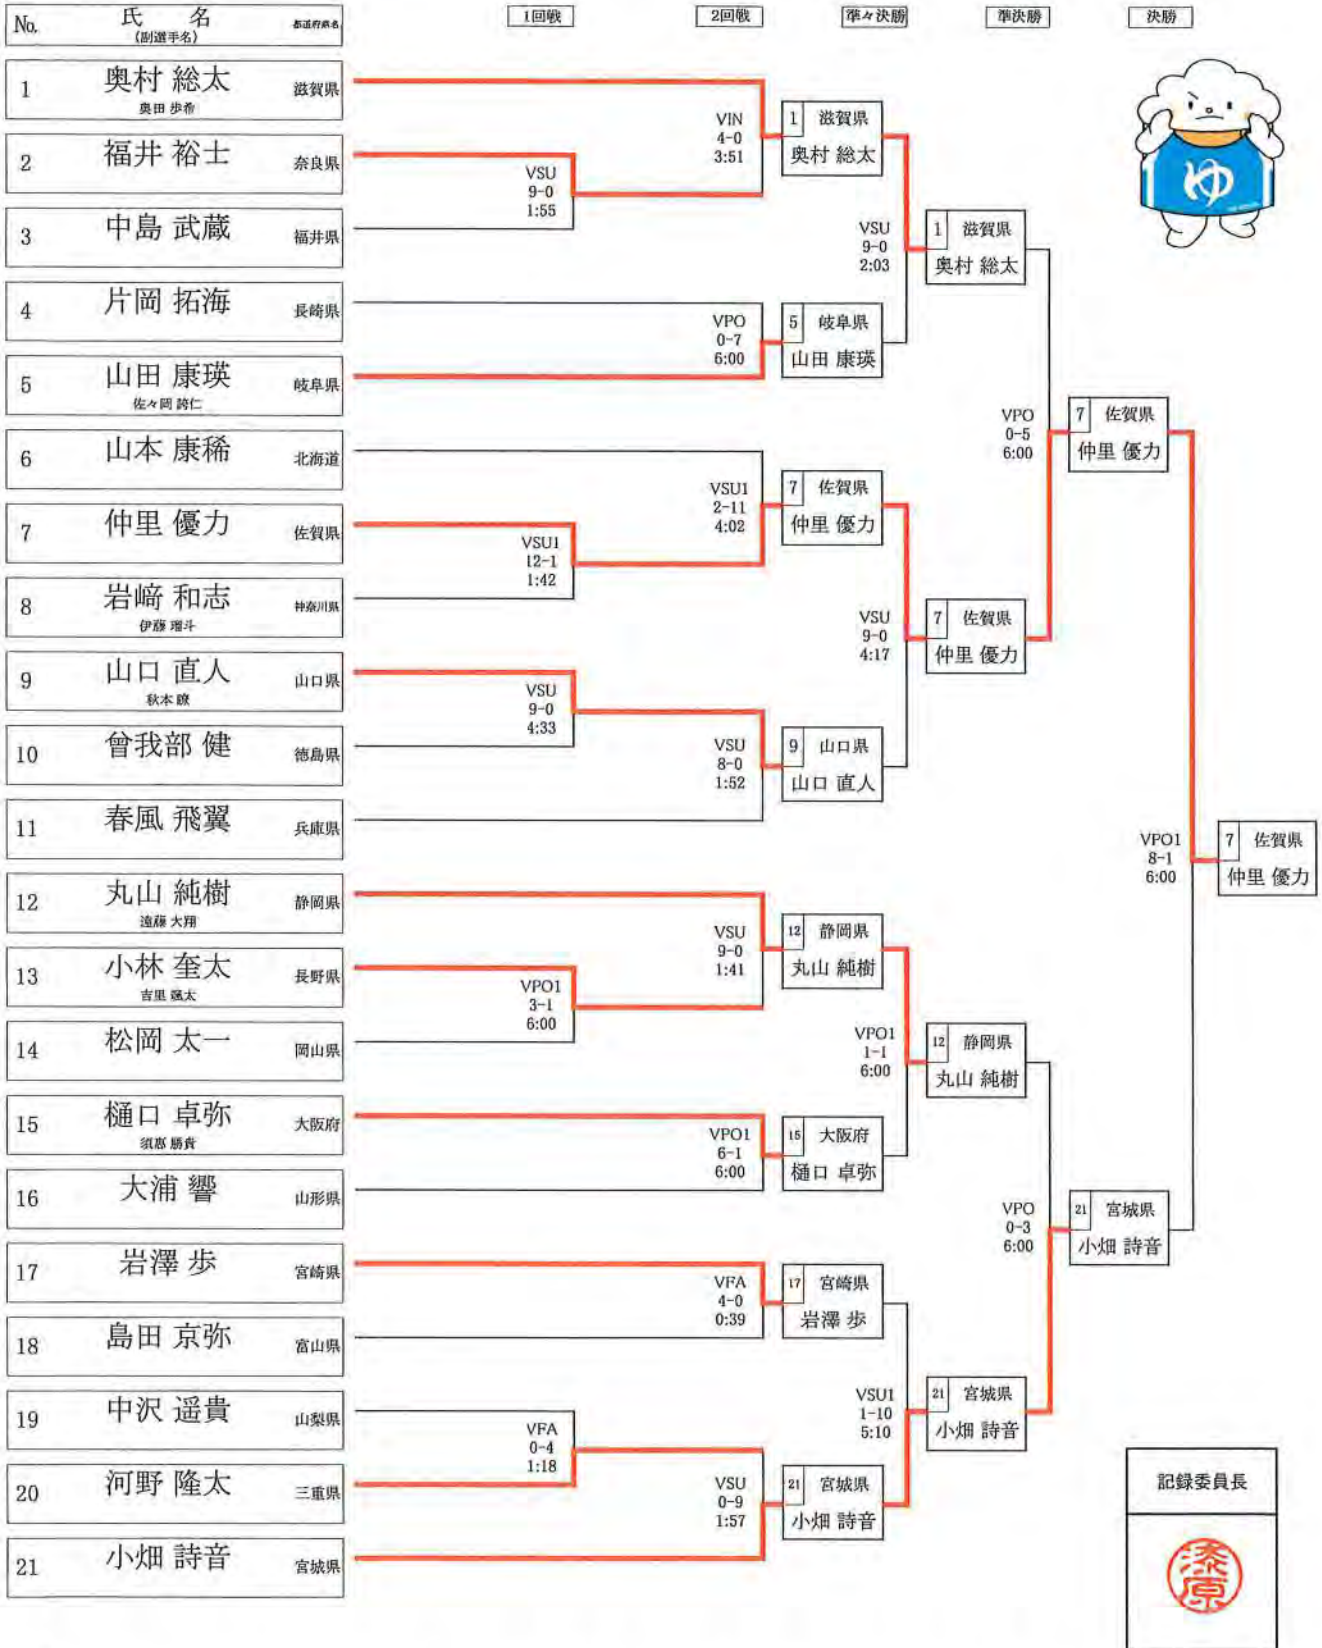 No.
氏 名
(副選手名)
都道府県名
1回戦
2回戦
準々決勝
準決勝
決勝
1 奥村 総太 滋賀県
奥田 歩希
2 福井 裕士 奈良県
3 中島 武蔵 福井県
4 片岡 拓海 長崎県
5 山田 康瑛 岐阜県
佐々岡 誇仁
6 山本 康稀 北海道
7 仲里 優力 佐賀県
8 岩﨑 和志 神奈川県
伊藤 瑠斗
9 山口 直人 山口県
秋本 瞭
10 曾我部 健 徳島県
11 春風 飛翼 兵庫県
12 丸山 純樹 静岡県
遠藤 大翔
13 小林 奎太 長野県
吉里 颯太
14 松岡 太一 岡山県
15 樋口 卓弥 大阪府
須恵 勝貴
16 大浦 響 山形県
17 岩澤 歩 宮崎県
18 島田 京弥 富山県
19 中沢 遥貴 山梨県
20 河野 隆太 三重県
21 小畑 詩音 宮城県
VSU
9-0
1:55
VSU1
12-1
1:42
VSU
9-0
4:33
VPO1
3-1
6:00
VFA
0-4
1:18
VIN
4-0
3:51
VPO
0-7
6:00
VSU1
2-11
4:02
VSU
8-0
1:52
VSU
9-0
1:41
VPO1
6-1
6:00
VFA
4-0
0:39
VSU
0-9
1:57
1 滋賀県
奥村 総太
5 岐阜県
山田 康瑛
7 佐賀県
仲里 優力
9 山口県
山口 直人
12 静岡県
丸山 純樹
15 大阪府
樋口 卓弥
17 宮崎県
岩澤 歩
21 宮城県
小畑 詩音
VSU
9-0
2:03
VSU
9-0
4:17
VPO1
1-1
6:00
VSU1
1-10
5:10
1 滋賀県
奥村 総太
7 佐賀県
仲里 優力
12 静岡県
丸山 純樹
21 宮城県
小畑 詩音
VPO
0-5
6:00
VPO
0-3
6:00
7 佐賀県
仲里 優力
21 宮城県
小畑 詩音
VPO1
8-1
6:00
7 佐賀県
仲里 優力
ゆ
記録委員長
漆原